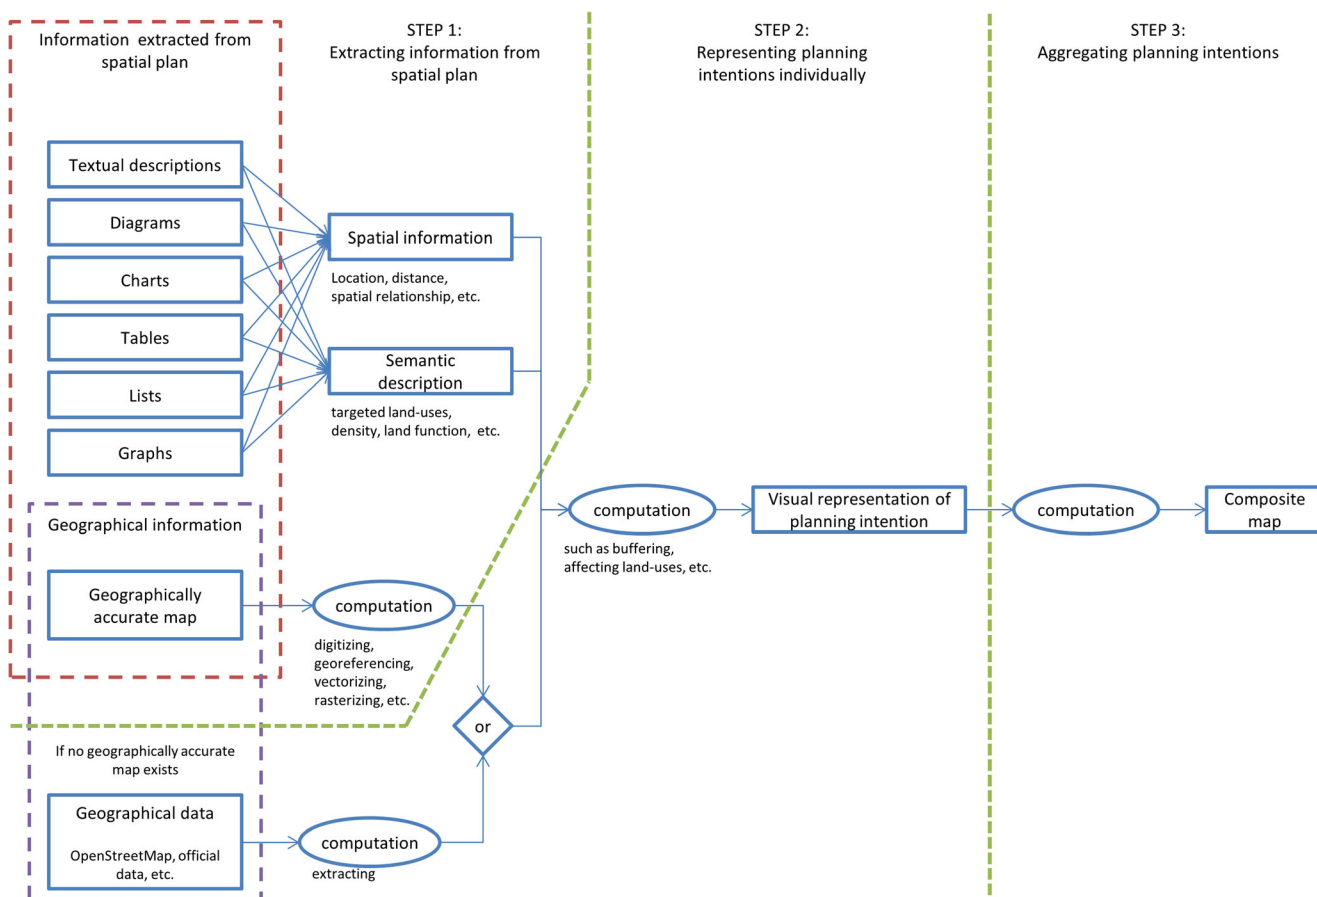 Information extracted from
spatial plan
STEP 1:
Extracting information from
spatial plan
STEP 2:
Representing planning
intentions individually
STEP 3:
Aggregating planning intentions
Textual descriptions
Diagrams
Charts
Tables
Lists
Graphs
Spatial information
Location, distance,
spatial relationship, etc.
Semantic
description
targeted land-uses,
density, land function, etc.
Geographical information
Geographically
accurate map
computation
digitizing,
georeferencing,
vectorizing,
rasterizing, etc.
or
computation
such as buffering,
affecting land-uses, etc.
Visual representation of
planning intention
computation
Composite
map
If no geographically accurate
map exists
Geographical data
OpenStreetMap, official
data, etc.
computation
extracting